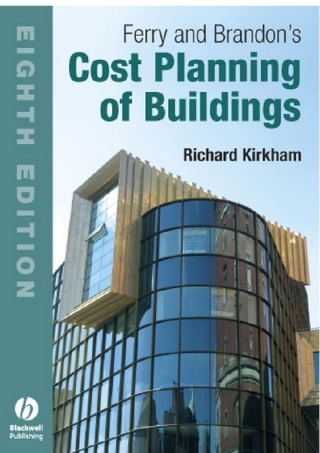 EIGHTH EDITION
Ferry and Brandon's
Cost Planning
of Buildings
Richard Kirkham
Blackwell
Publishing